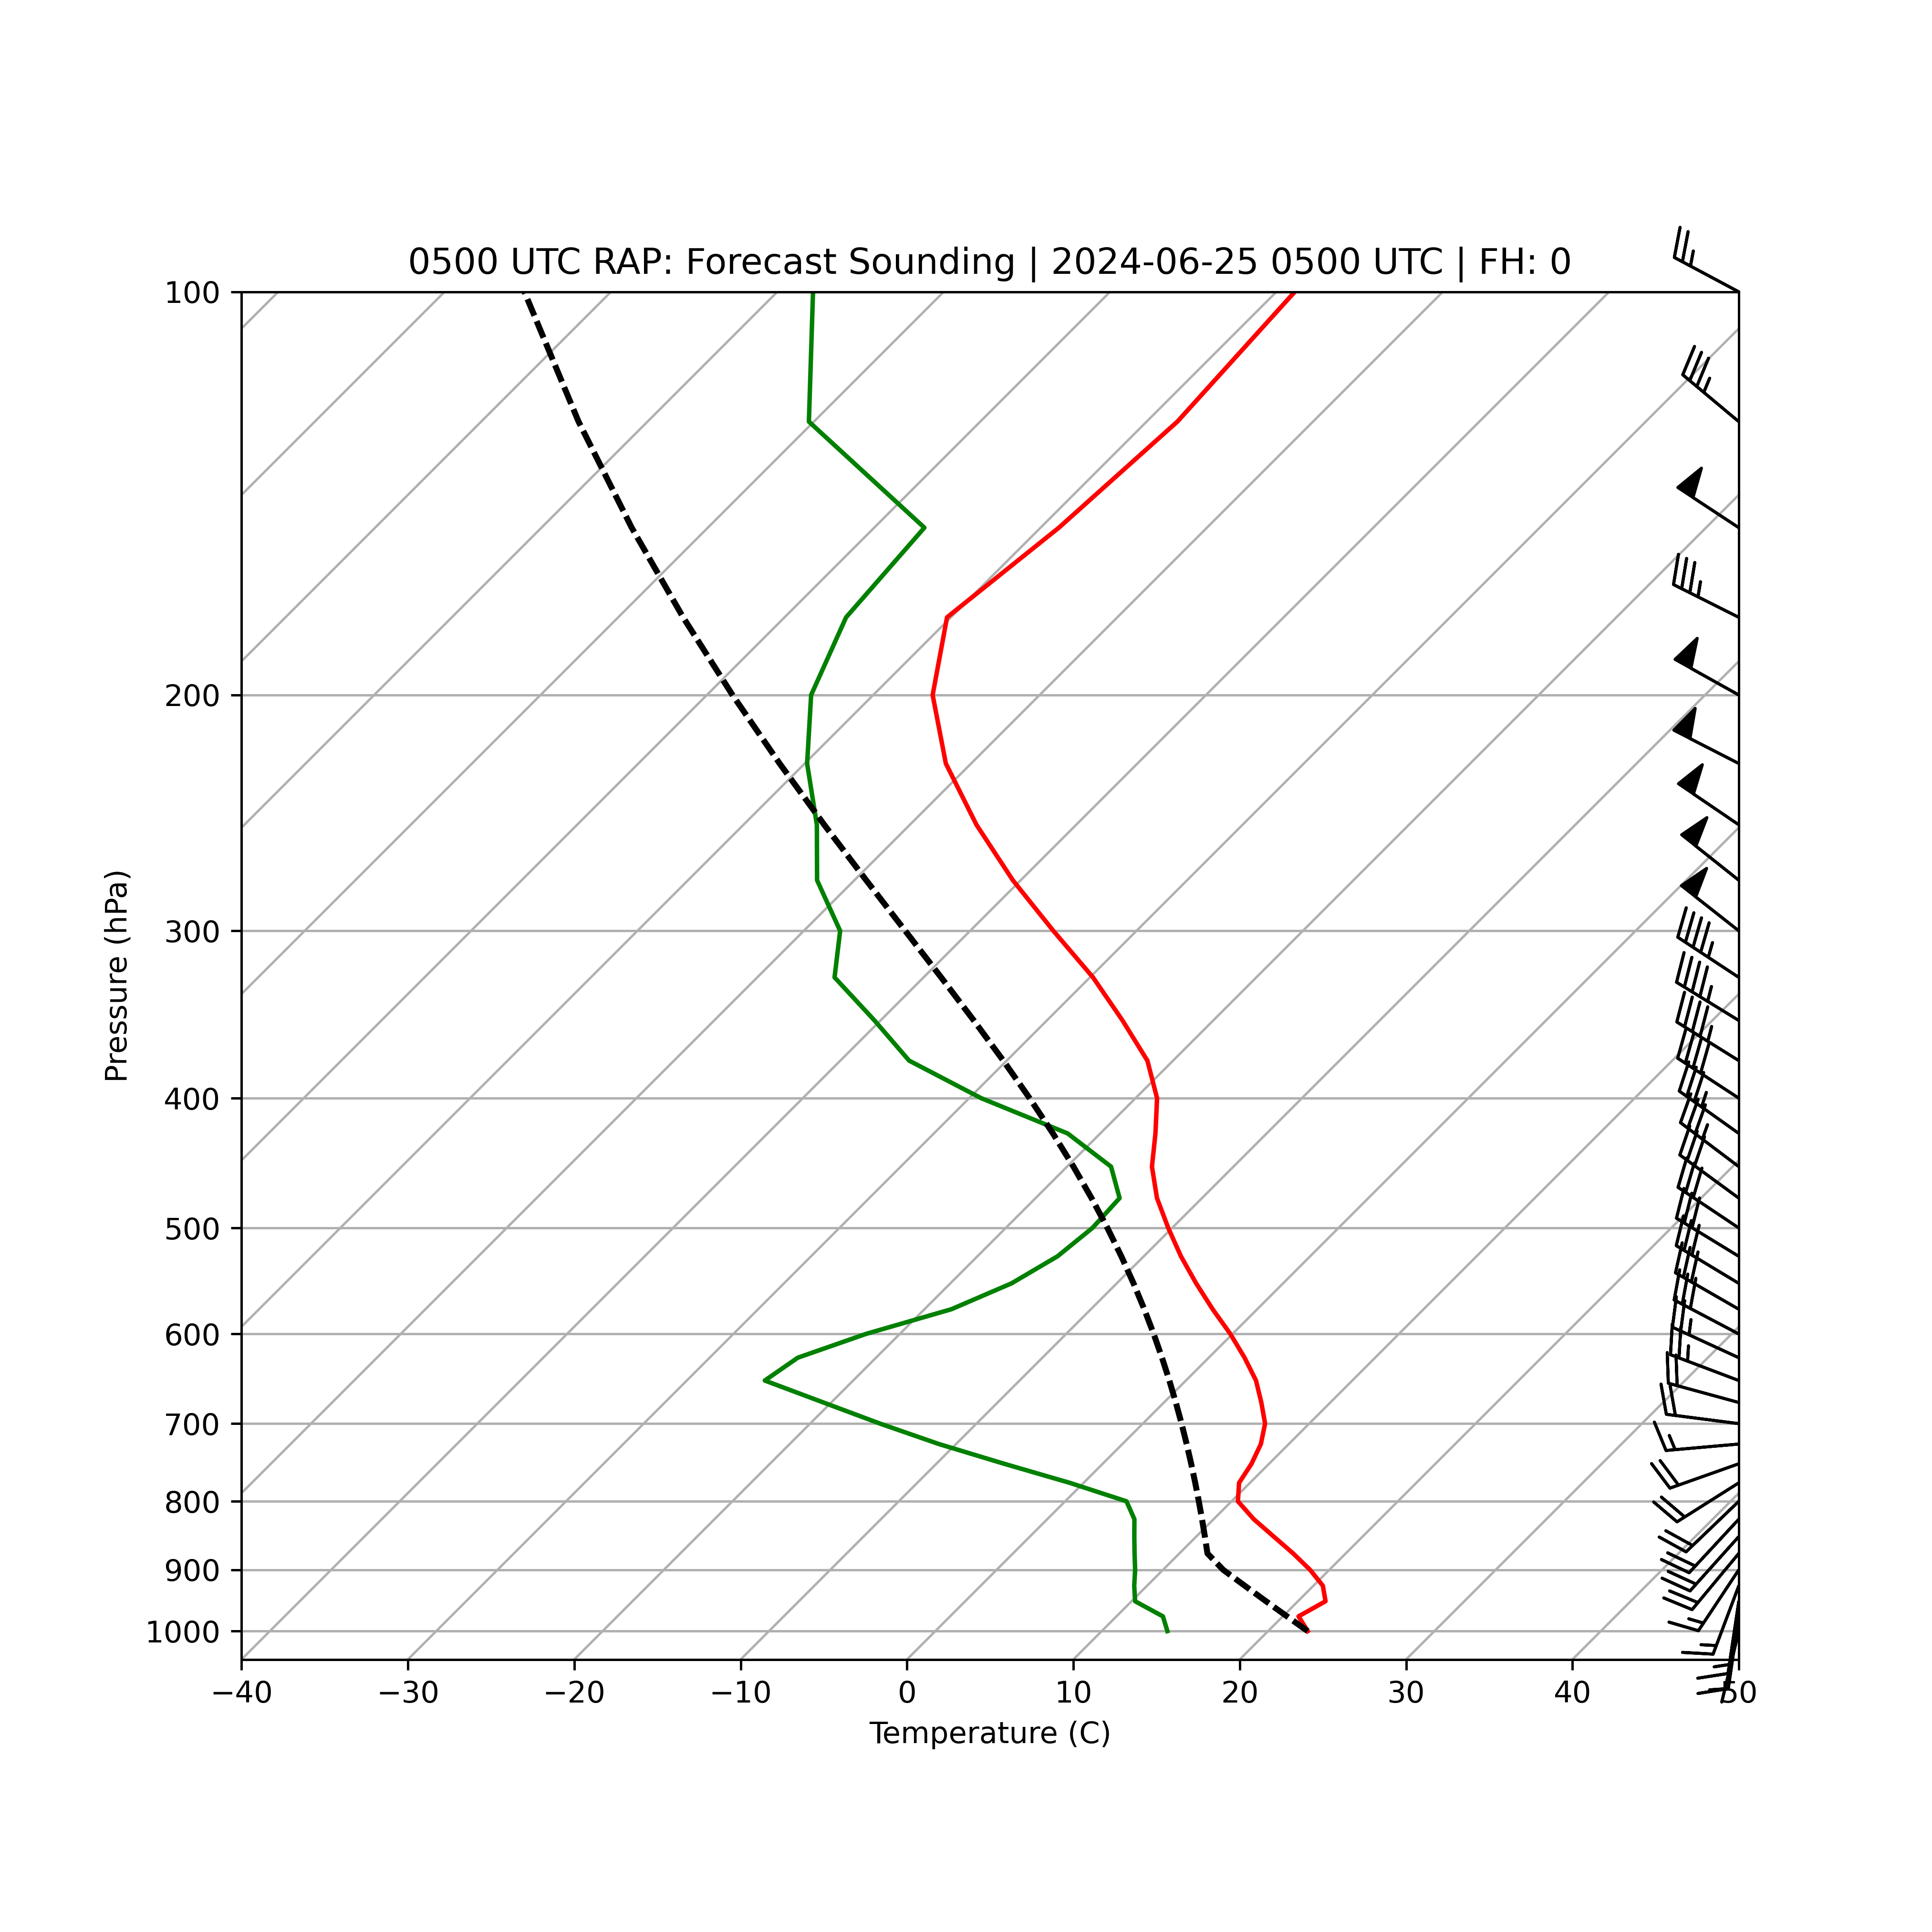 0500 UTC RAP: Forecast Sounding | 2024-06-25 0500 UTC | FH: 0
100
200
300
400
500
600
700
800
900
1000
Pressure (hPa)
−40 −30 −20 −10 0 10 20 30 40 50
Temperature (C)